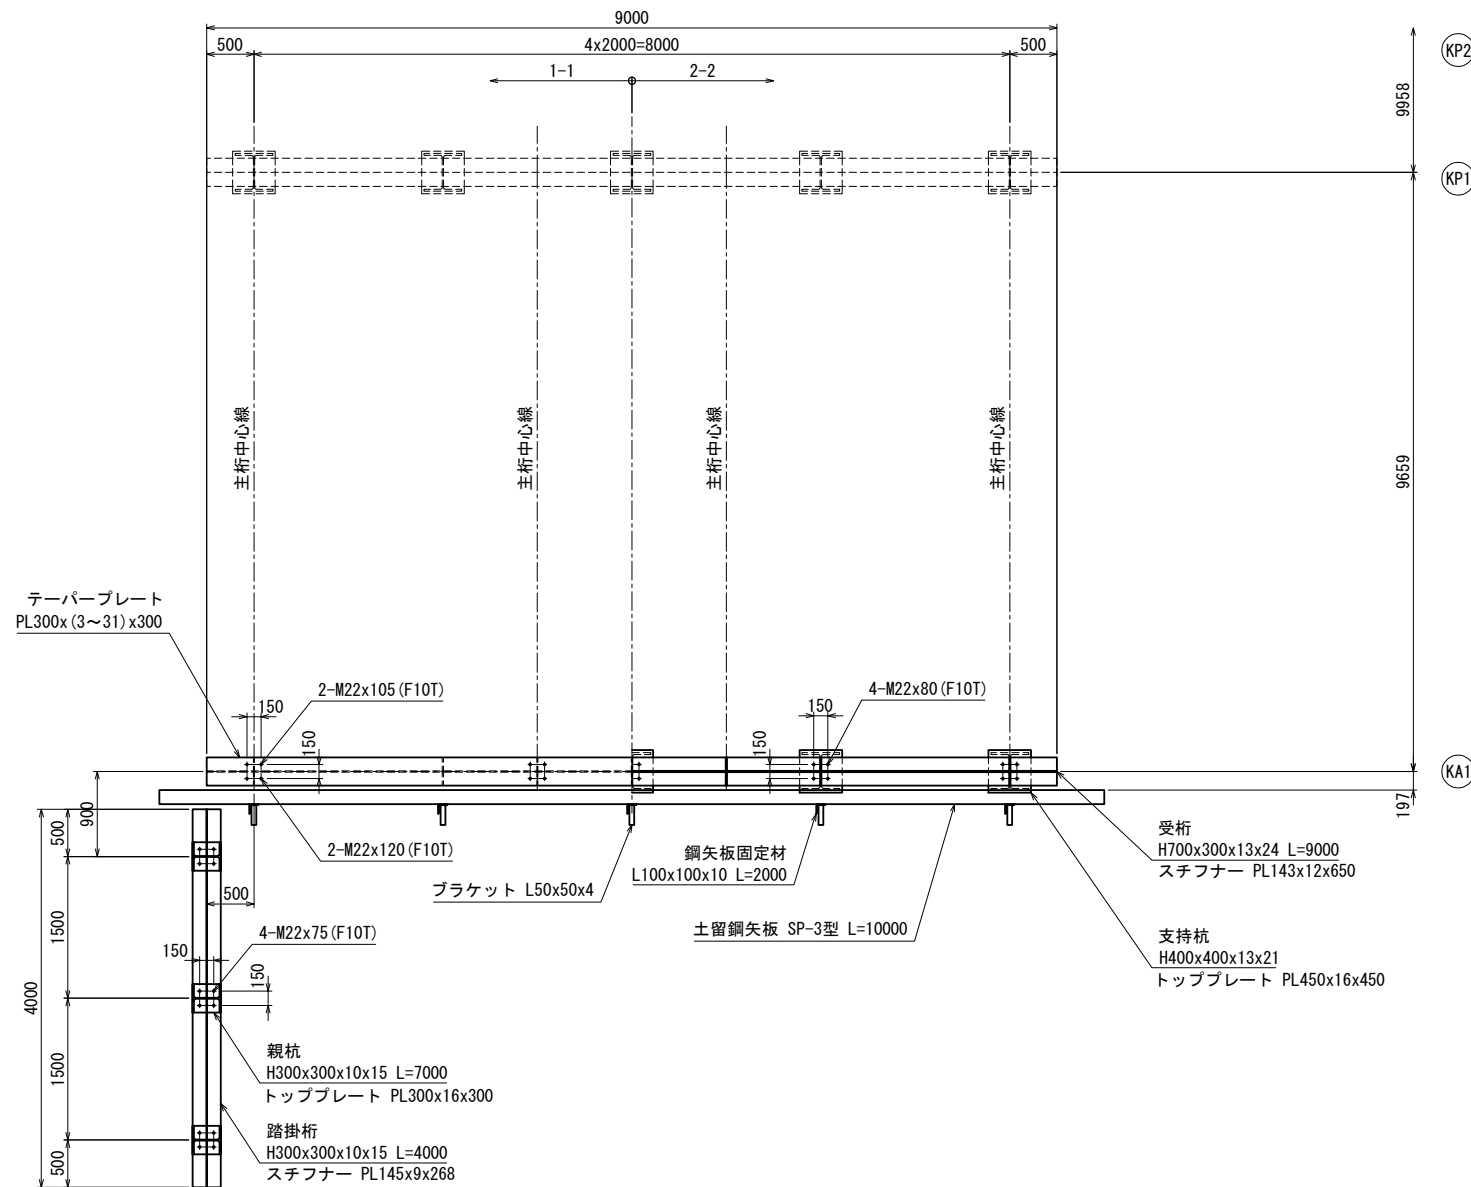 9000
500
4x2000=8000
500
1-1
2-2
KP2
9958
KP1
主桁中心線
主桁中心線
主桁中心線
主桁中心線
9659
テーパープレート
PL300x(3～31)x300
2-M22x105(F10T)
150
150
4-M22x80(F10T)
150
150
KA1
197
900
500
2-M22x120(F10T)
500
ブラケット L50x50x4
鋼矢板固定材
L100x100x10 L=2000
土留鋼矢板 SP-3型 L=10000
受桁
H700x300x13x24 L=9000
スチフナー PL143x12x650
支持杭
H400x400x13x21
トッププレート PL450x16x450
1500
4-M22x75(F10T)
150
150
4000
親杭
H300x300x10x15 L=7000
トッププレート PL300x16x300
1500
踏掛桁
H300x300x10x15 L=4000
スチフナー PL145x9x268
500